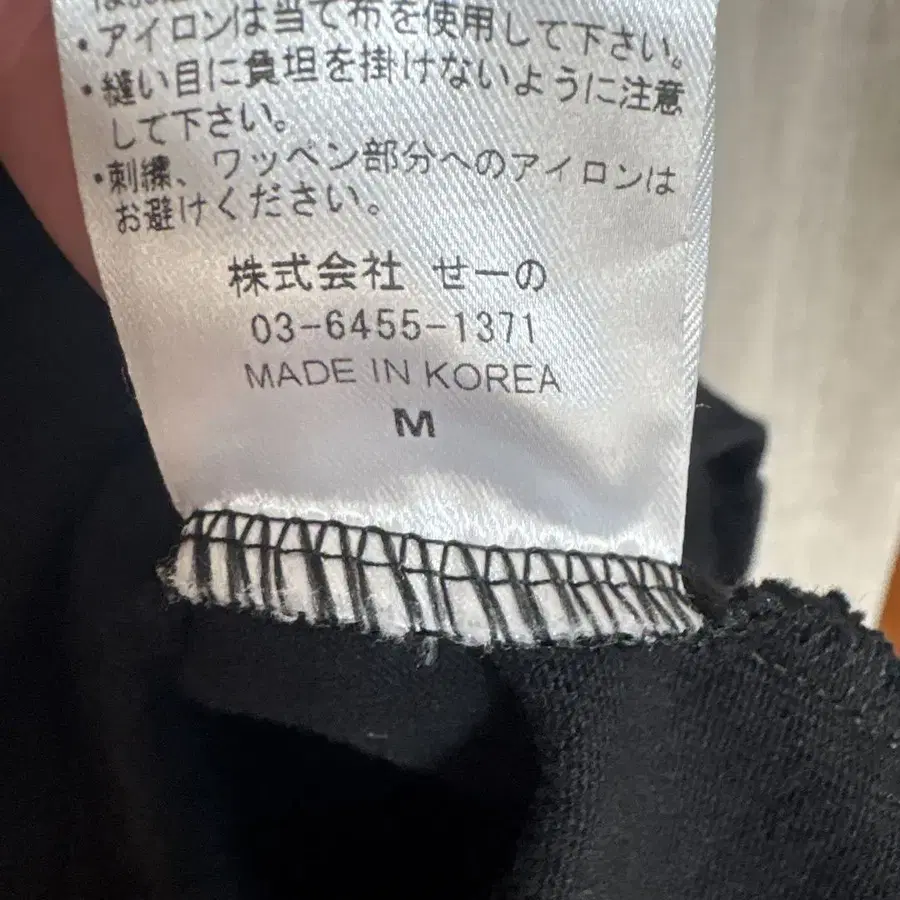 ・アイロンは当て布を使用して下さい。
・縫い目に負担を掛けないように注意
して下さい。
・刺繍、ワッペン部分へのアイロンは
お避けください。
株式会社 せーの
03-6455-1371
MADE IN KOREA
M